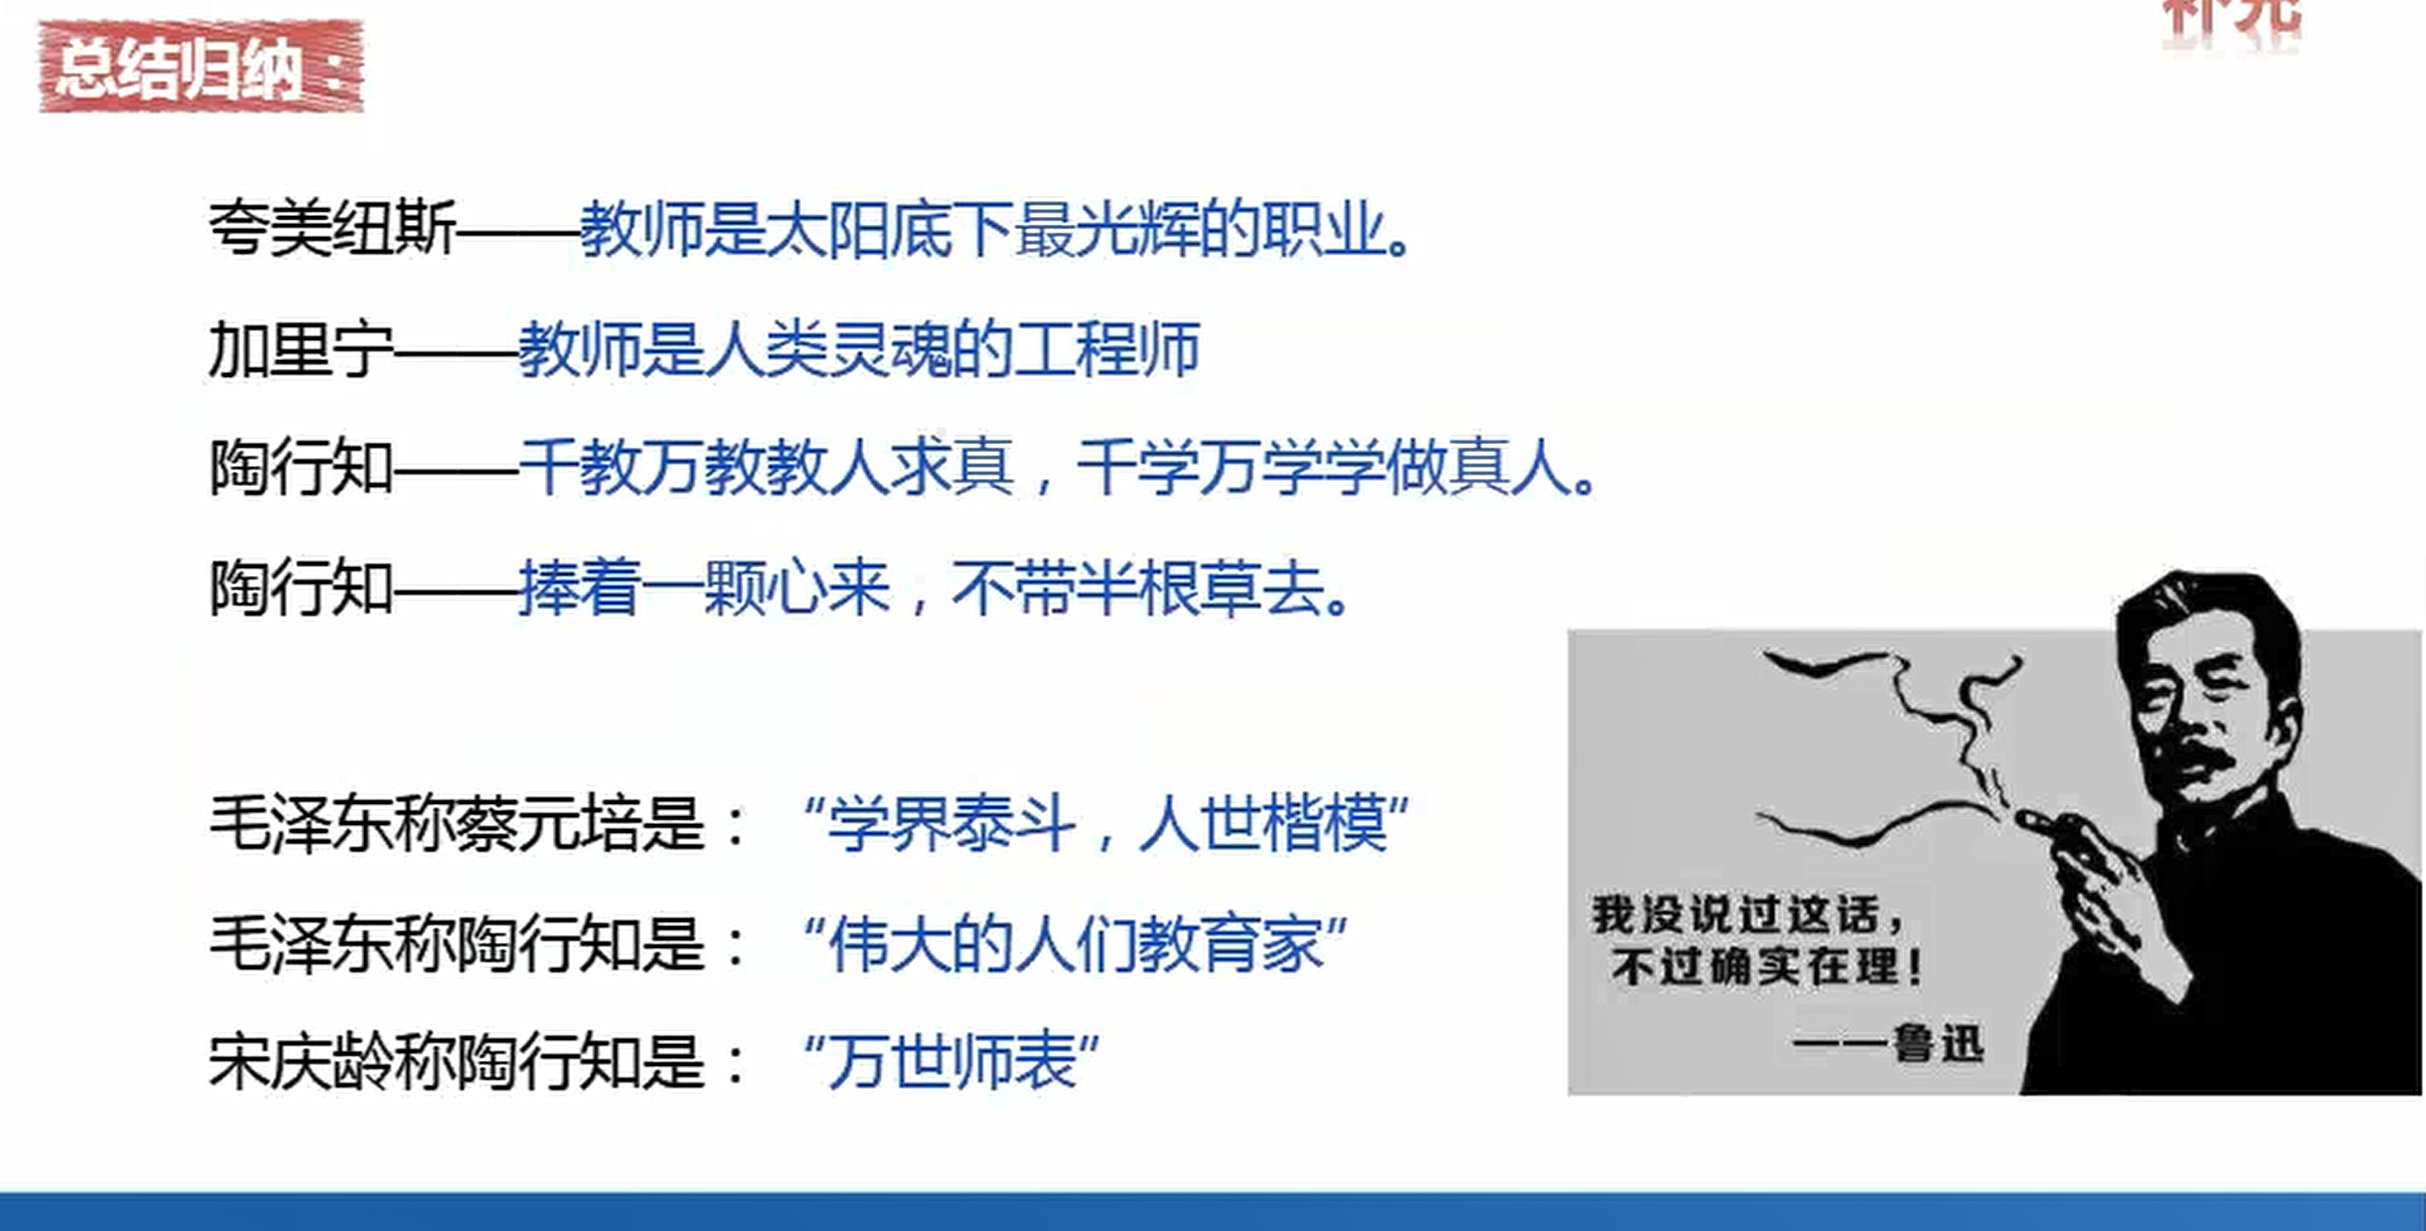 补充
总结归纳：
夸美纽斯——教师是太阳底下最光辉的职业。
加里宁——教师是人类灵魂的工程师
陶行知——千教万教教人求真，千学万学学做真人。
陶行知——捧着一颗心来，不带半根草去。
毛泽东称蔡元培是：“学界泰斗，人世楷模”
毛泽东称陶行知是：“伟大的人们教育家”
宋庆龄称陶行知是：“万世师表”
我没说过这话，
不过确实在理！
——鲁迅